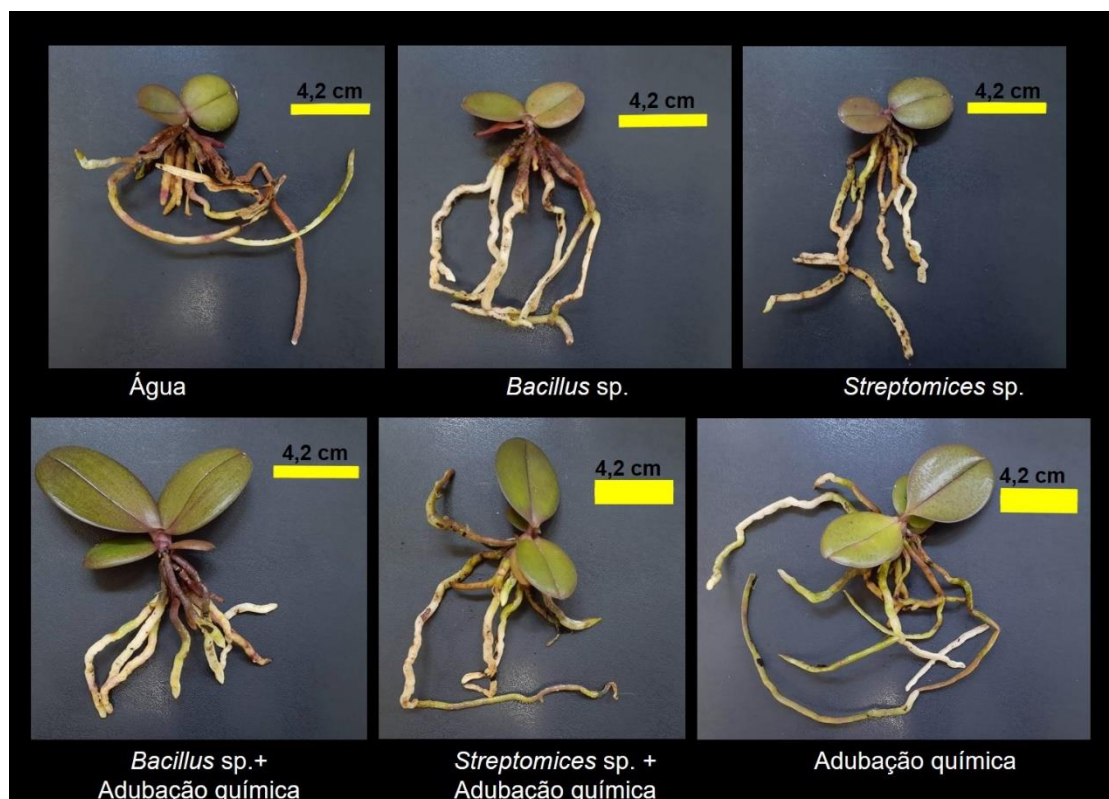 4,2 cm
4,2 cm
4,2 cm
Água
Bacillus sp.
Streptomices sp.
4,2 cm
4,2 cm
4,2 cm
Bacillus sp.+
Adubação química
Streptomices sp. +
Adubação química
Adubação química